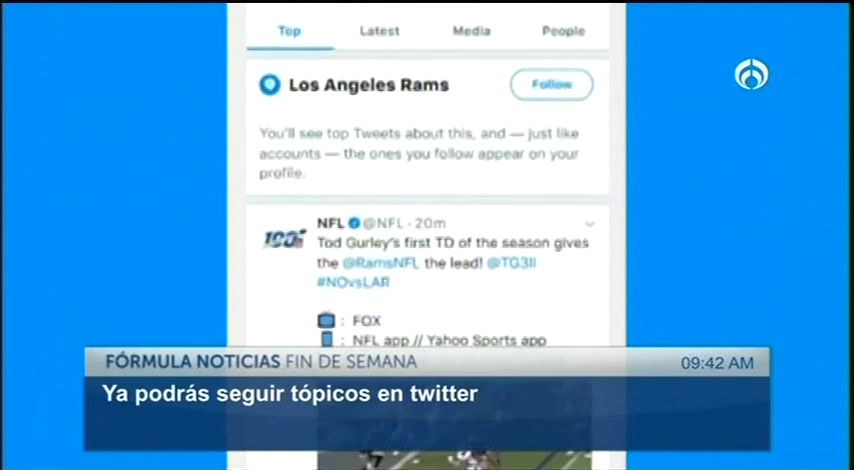 Top Latest Media People
Los Angeles Rams Follow
You'll see top Tweets about this, and — just like
accounts — the ones you follow appear on your
profile.
NFL @NFL · 20m
100
Tod Gurley's first TD of the season gives
the @RamsNFL the lead! @TG3II
#NOvsLAR
: FOX
: NFL app // Yahoo Sports app
FÓRMULA NOTICIAS FIN DE SEMANA 09:42 AM
Ya podrás seguir tópicos en twitter